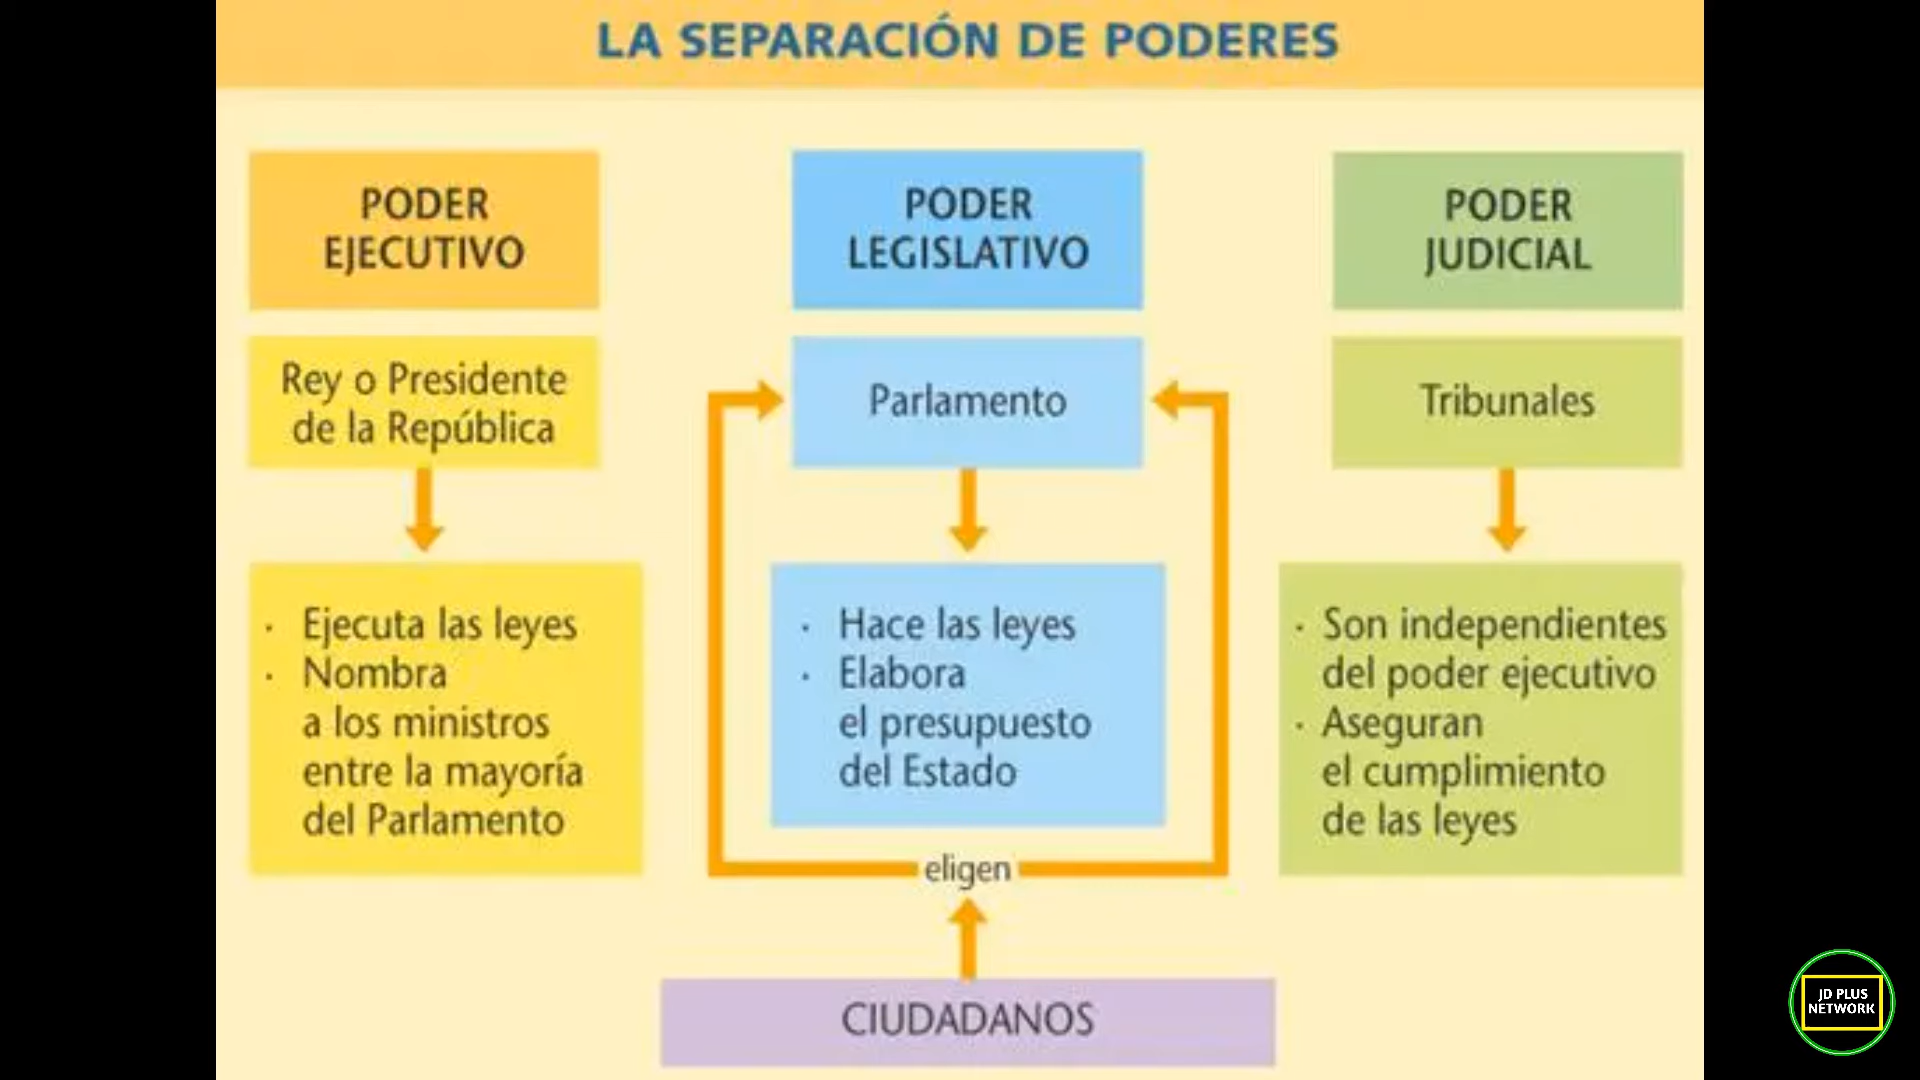 LA SEPARACIÓN DE PODERES
PODER
EJECUTIVO
Rey o Presidente
de la República
· Ejecuta las leyes
· Nombra
a los ministros
entre la mayoría
del Parlamento
PODER
LEGISLATIVO
Parlamento
· Hace las leyes
· Elabora
el presupuesto
del Estado
PODER
JUDICIAL
Tribunales
· Son independientes
del poder ejecutivo
· Aseguran
el cumplimiento
de las leyes
eligen
CIUDADANOS
JD PLUS
NETWORK